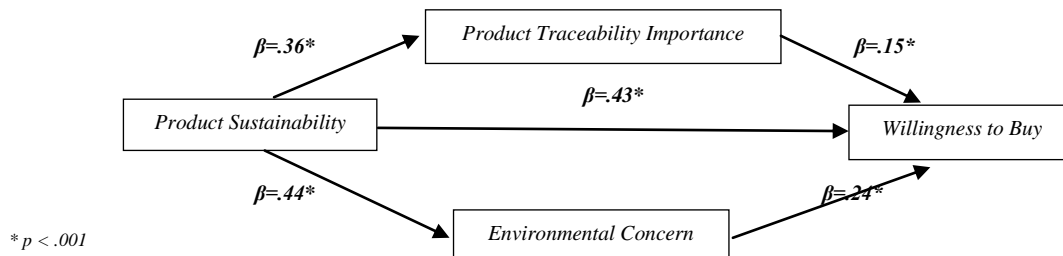 Product Traceability Importance
β=.36*
β=.15*
β=.43*
Product Sustainability
Willingness to Buy
β=.44*
β=.24*
Environmental Concern
* p < .001